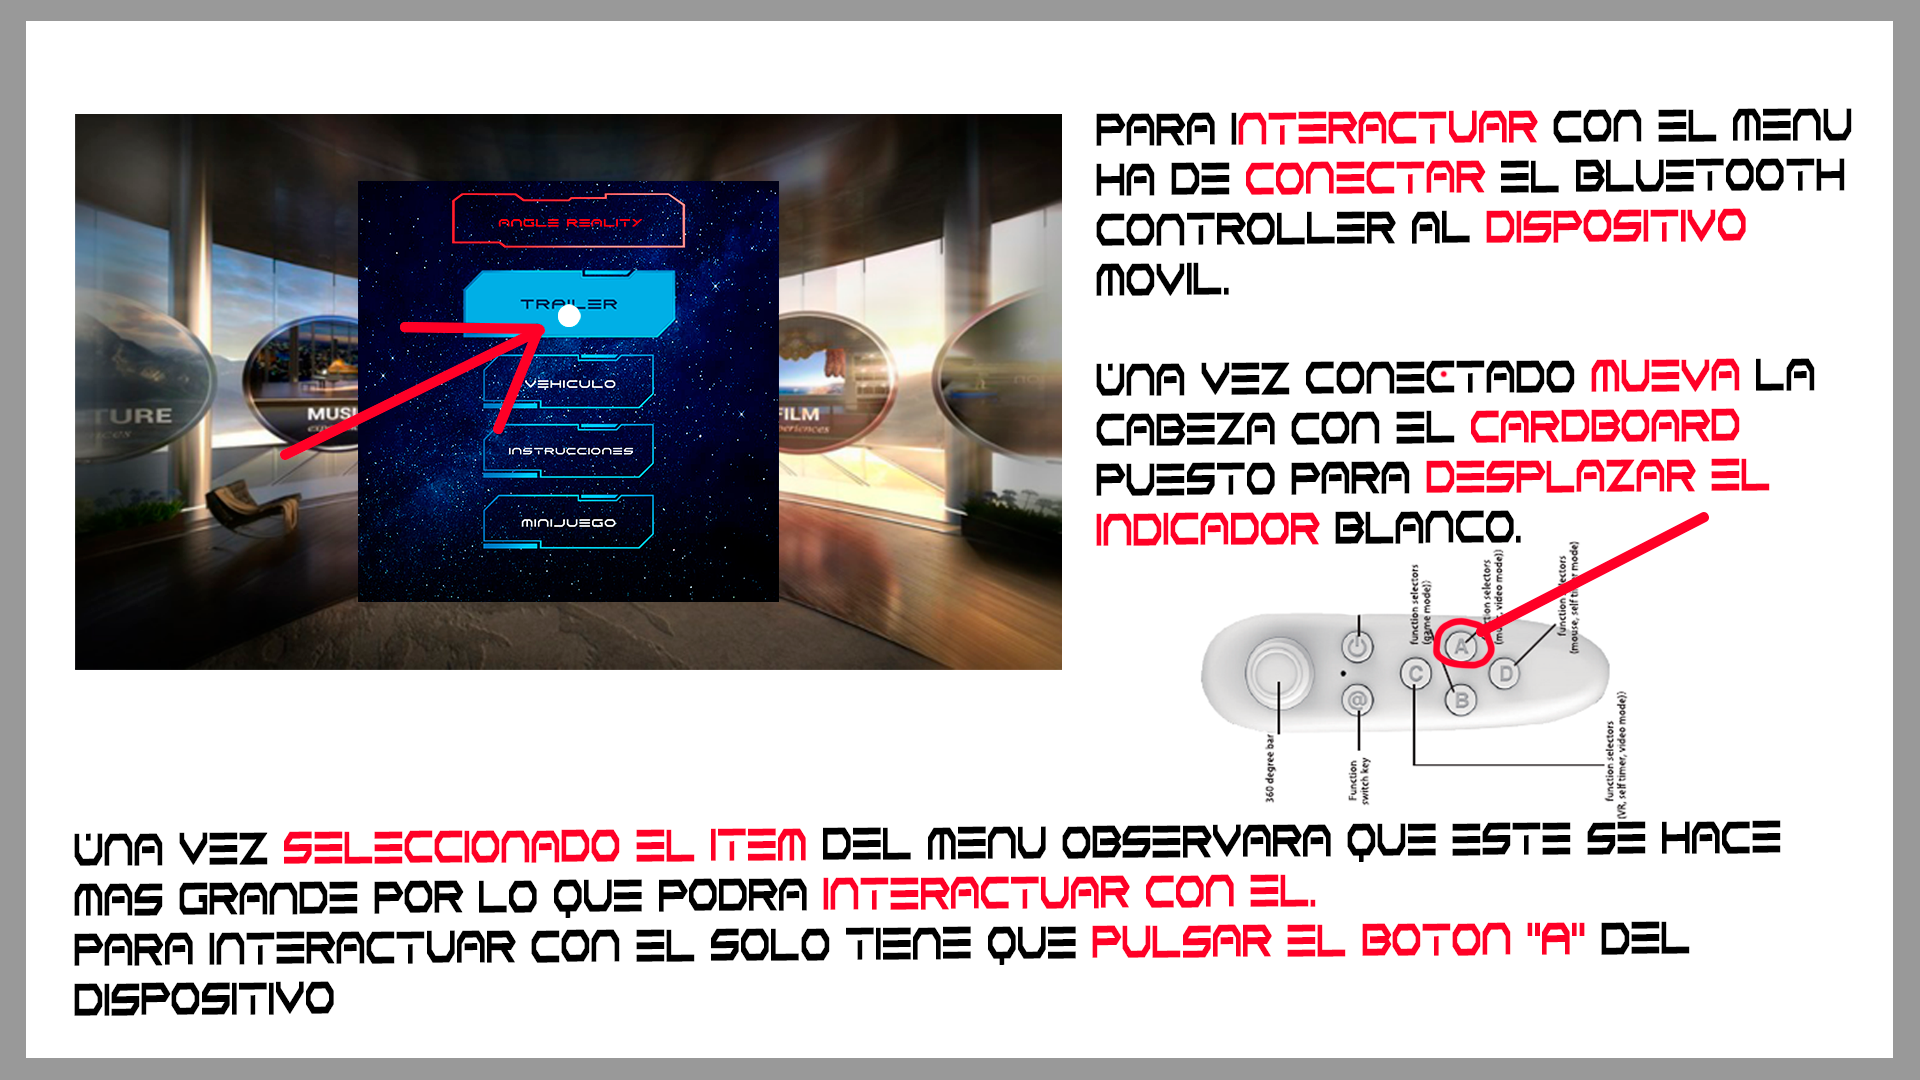 PARA INTERACTUAR CON EL MENU
HA DE CONECTAR EL BLUETOOTH
CONTROLLER AL DISPOSITIVO
MOVIL.
UNA VEZ CONECTADO MUEVA LA
CABEZA CON EL CARDBOARD
PUESTO PARA DESPLAZAR EL
INDICADOR BLANCO.
ANGLE REALITY
TRAILER
VEHICULO
INSTRUCCIONES
MINIJUEGO
TURE
MUSI
FILM
periences
function selectors
(game mode))
selectors
video mode))
function
(mouse, self mode)
A
C
D
B
@
360 degree bar
Function
switch key
function selectors
(VR, self timer, video mode))
UNA VEZ SELECCIONADO EL ITEM DEL MENU OBSERVARA QUE ESTE SE HACE
MAS GRANDE POR LO QUE PODRA INTERACTUAR CON EL.
PARA INTERACTUAR CON EL SOLO TIENE QUE PULSAR EL BOTON "A" DEL
DISPOSITIVO